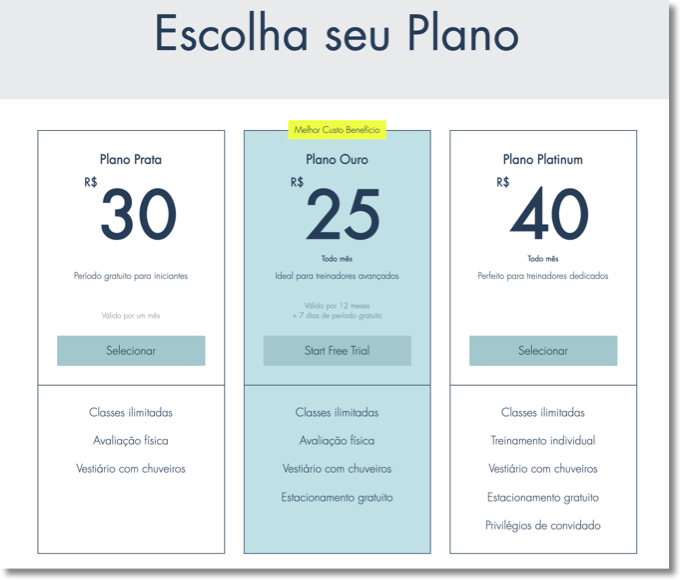 Escolha seu Plano
Plano Prata
R$
30
Período gratuito para iniciantes
Válido por um mês
Selecionar
Classes ilimitadas
Avaliação física
Vestiário com chuveiros
Melhor Custo Benefício
Plano Ouro
R$
25
Todo mês
Ideal para treinadores avançados
Válido por 12 meses
+ 7 dias de período gratuito
Start Free Trial
Classes ilimitadas
Avaliação física
Vestiário com chuveiros
Estacionamento gratuito
Plano Platinum
R$
40
Todo mês
Perfeito para treinadores dedicados
Selecionar
Classes ilimitadas
Treinamento individual
Vestiário com chuveiros
Estacionamento gratuito
Privilégios de convidado